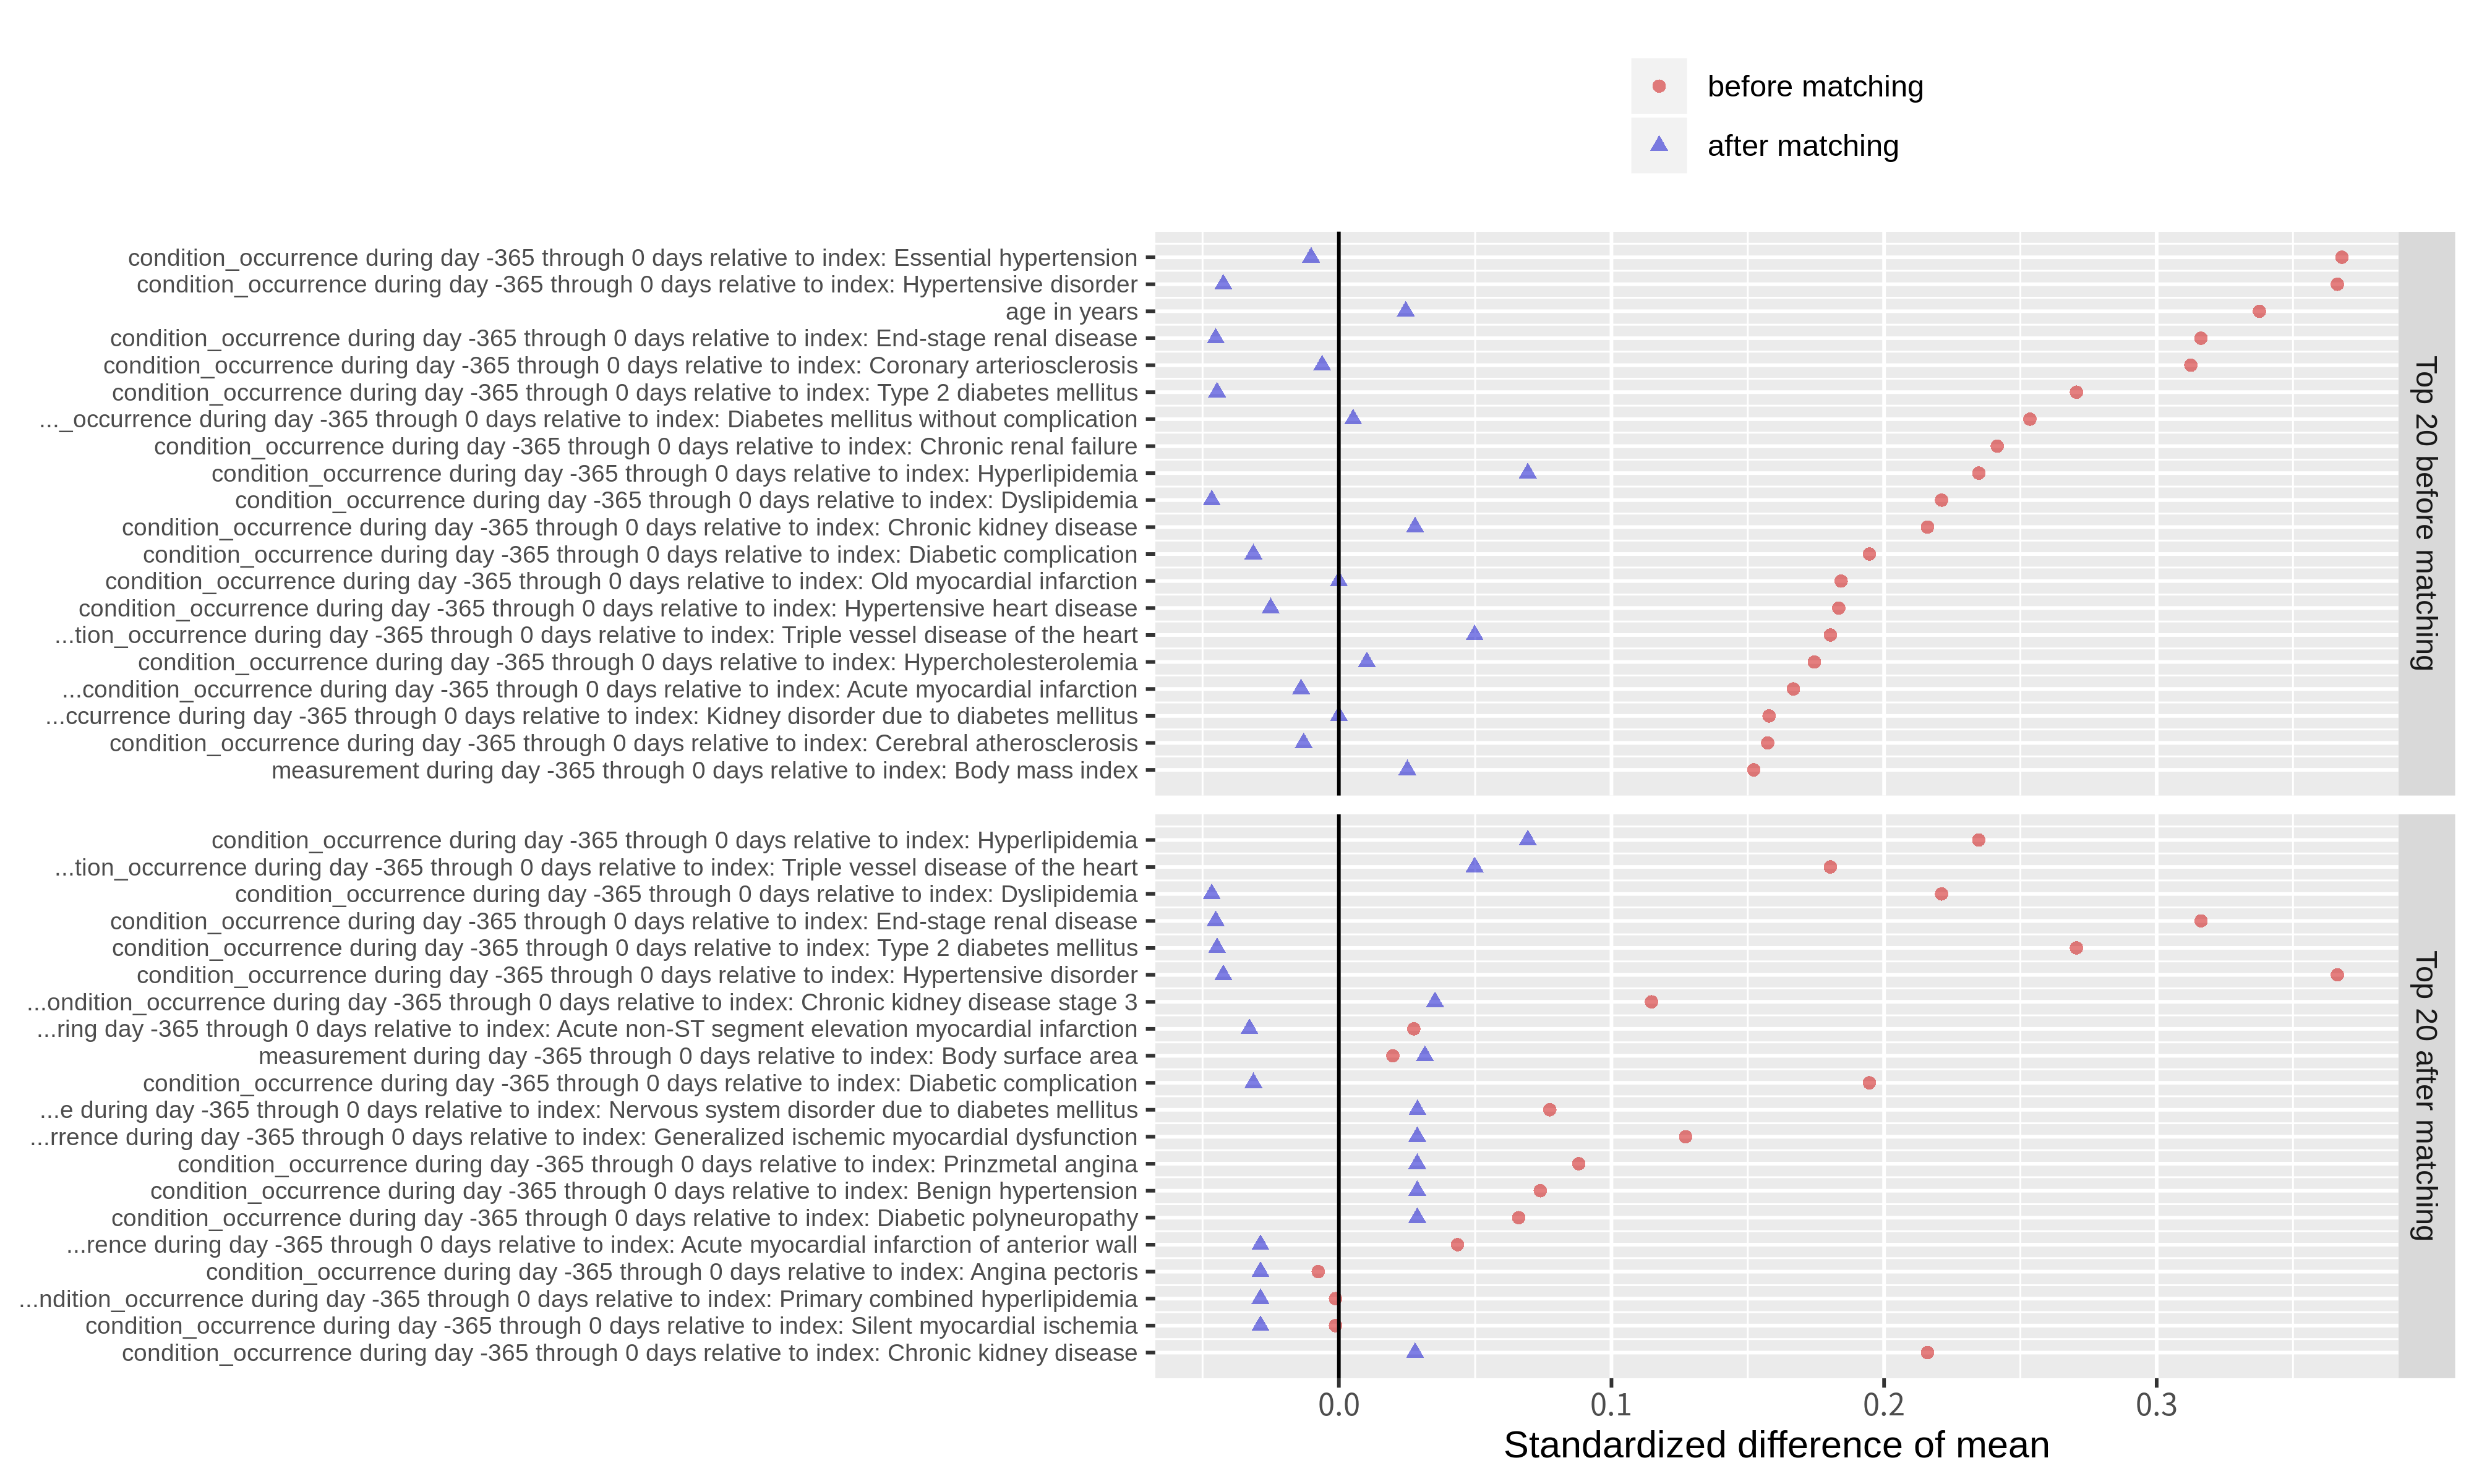 before matching
after matching
condition_occurrence during day -365 through 0 days relative to index: Essential hypertension
condition_occurrence during day -365 through 0 days relative to index: Hypertensive disorder
age in years
condition_occurrence during day -365 through 0 days relative to index: End-stage renal disease
condition_occurrence during day -365 through 0 days relative to index: Coronary arteriosclerosis
condition_occurrence during day -365 through 0 days relative to index: Type 2 diabetes mellitus
..._occurrence during day -365 through 0 days relative to index: Diabetes mellitus without complication
condition_occurrence during day -365 through 0 days relative to index: Chronic renal failure
condition_occurrence during day -365 through 0 days relative to index: Hyperlipidemia
condition_occurrence during day -365 through 0 days relative to index: Dyslipidemia
condition_occurrence during day -365 through 0 days relative to index: Chronic kidney disease
condition_occurrence during day -365 through 0 days relative to index: Diabetic complication
condition_occurrence during day -365 through 0 days relative to index: Old myocardial infarction
condition_occurrence during day -365 through 0 days relative to index: Hypertensive heart disease
...tion_occurrence during day -365 through 0 days relative to index: Triple vessel disease of the heart
condition_occurrence during day -365 through 0 days relative to index: Hypercholesterolemia
...condition_occurrence during day -365 through 0 days relative to index: Acute myocardial infarction
...ccurrence during day -365 through 0 days relative to index: Kidney disorder due to diabetes mellitus
condition_occurrence during day -365 through 0 days relative to index: Cerebral atherosclerosis
measurement during day -365 through 0 days relative to index: Body mass index
Top 20 before matching
condition_occurrence during day -365 through 0 days relative to index: Hyperlipidemia
...tion_occurrence during day -365 through 0 days relative to index: Triple vessel disease of the heart
condition_occurrence during day -365 through 0 days relative to index: Dyslipidemia
condition_occurrence during day -365 through 0 days relative to index: End-stage renal disease
condition_occurrence during day -365 through 0 days relative to index: Type 2 diabetes mellitus
condition_occurrence during day -365 through 0 days relative to index: Hypertensive disorder
...ondition_occurrence during day -365 through 0 days relative to index: Chronic kidney disease stage 3
...ring day -365 through 0 days relative to index: Acute non-ST segment elevation myocardial infarction
measurement during day -365 through 0 days relative to index: Body surface area
condition_occurrence during day -365 through 0 days relative to index: Diabetic complication
...e during day -365 through 0 days relative to index: Nervous system disorder due to diabetes mellitus
...rrence during day -365 through 0 days relative to index: Generalized ischemic myocardial dysfunction
condition_occurrence during day -365 through 0 days relative to index: Prinzmetal angina
condition_occurrence during day -365 through 0 days relative to index: Benign hypertension
condition_occurrence during day -365 through 0 days relative to index: Diabetic polyneuropathy
...rence during day -365 through 0 days relative to index: Acute myocardial infarction of anterior wall
condition_occurrence during day -365 through 0 days relative to index: Angina pectoris
...ndition_occurrence during day -365 through 0 days relative to index: Primary combined hyperlipidemia
condition_occurrence during day -365 through 0 days relative to index: Silent myocardial ischemia
condition_occurrence during day -365 through 0 days relative to index: Chronic kidney disease
Top 20 after matching
0.0 0.1 0.2 0.3
Standardized difference of mean